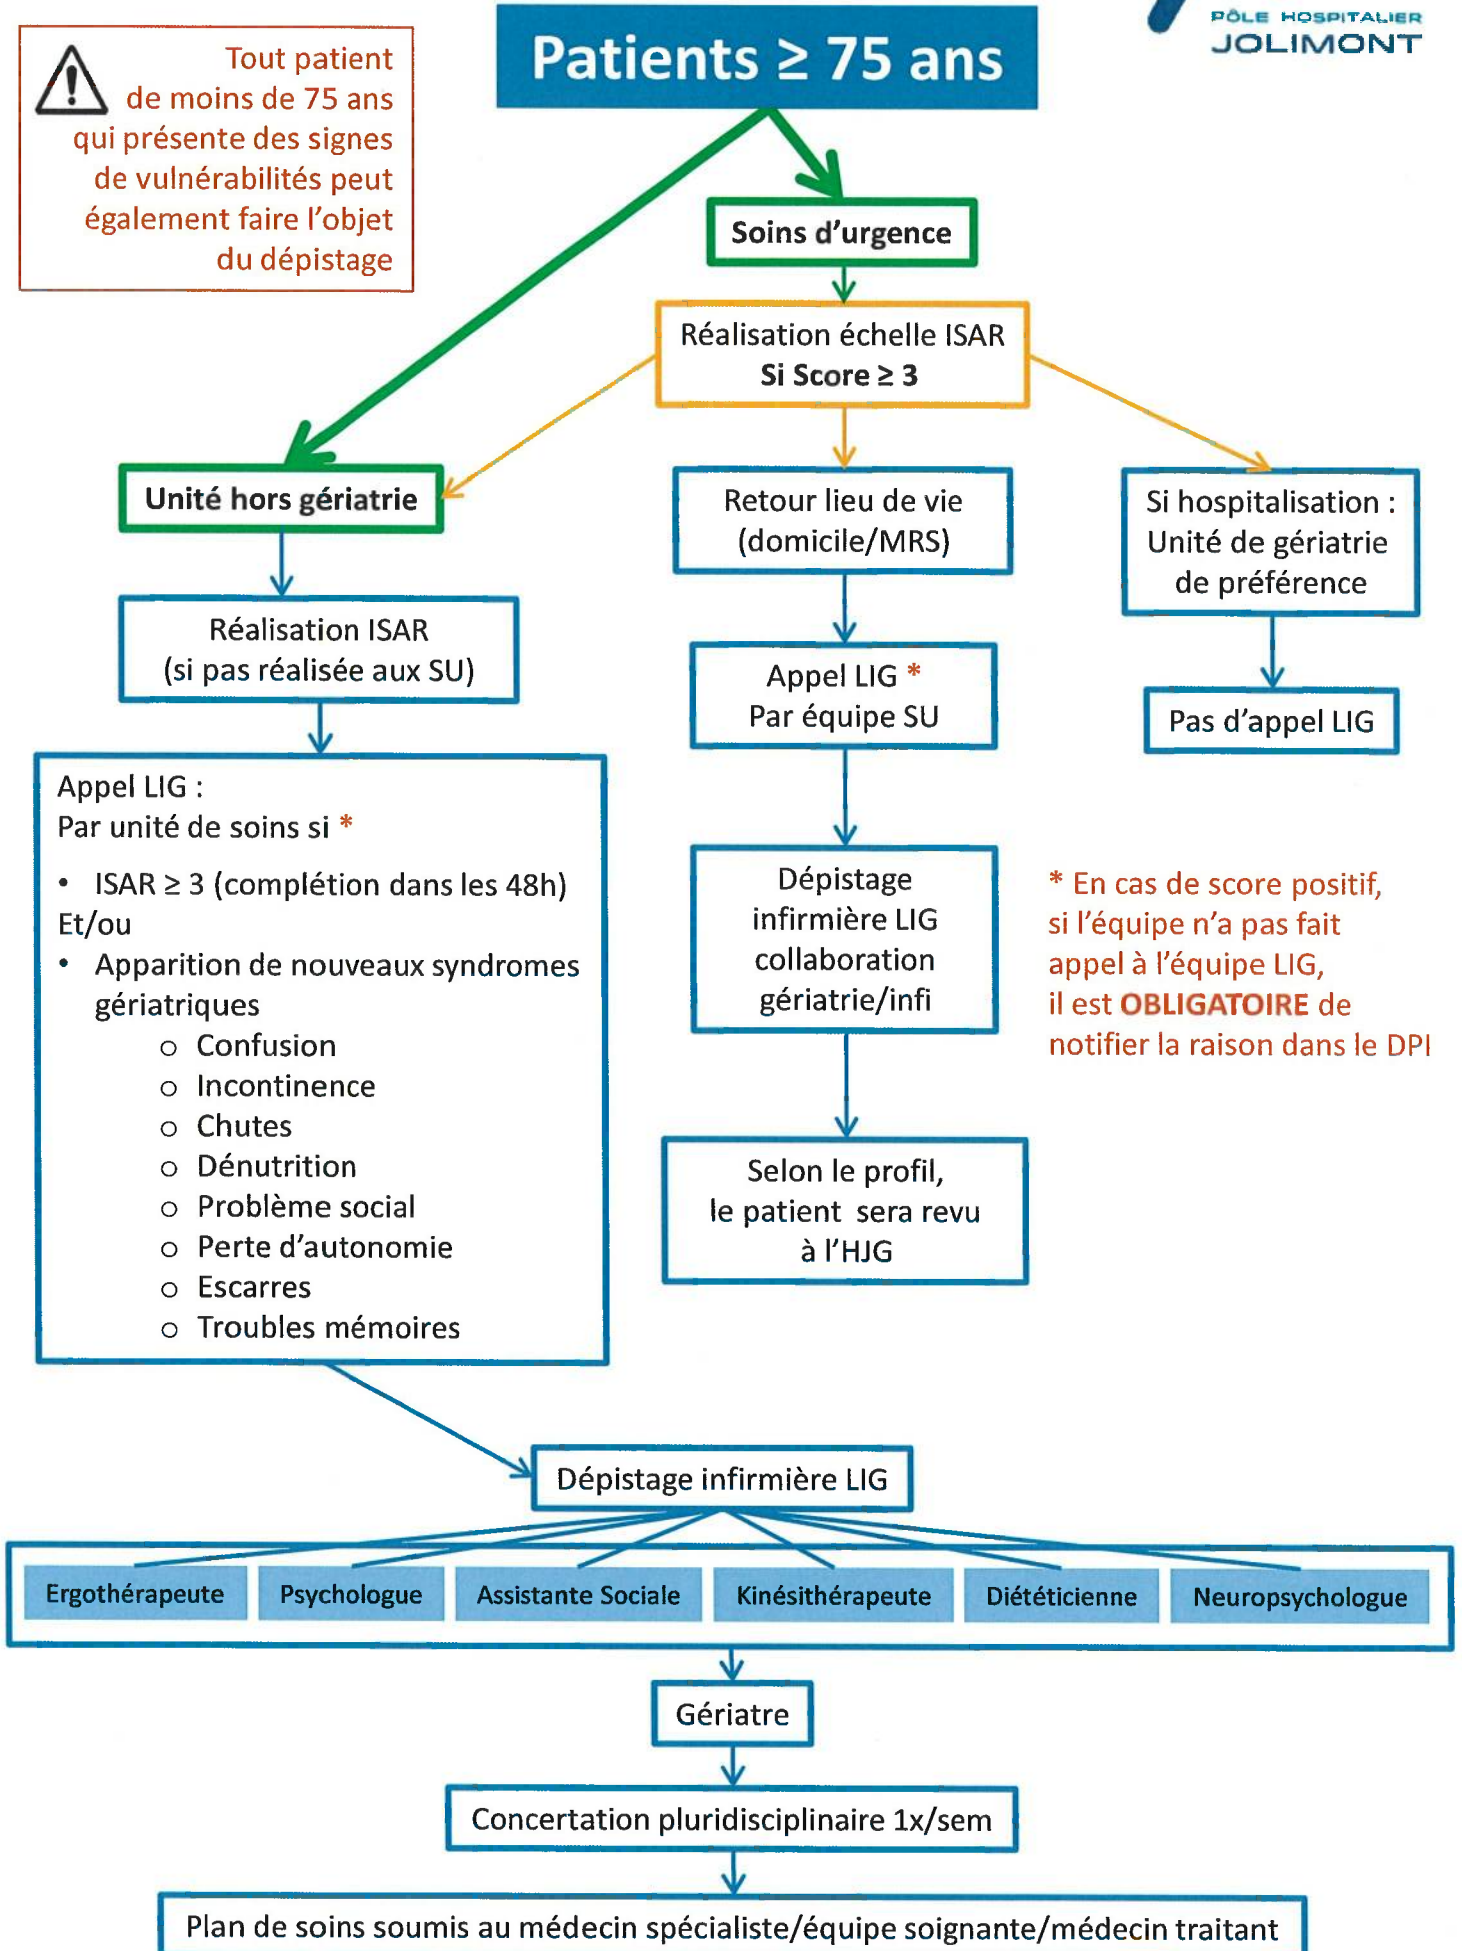 PÔLE HOSPITALIER
JOLIMONT
Patients ≥ 75 ans
Tout patient
de moins de 75 ans
qui présente des signes
de vulnérabilités peut
également faire l'objet
du dépistage
Soins d'urgence
Réalisation échelle ISAR
Si Score ≥ 3
Unité hors gériatrie
Réalisation ISAR
(si pas réalisée aux SU)
Appel LIG :
Par unité de soins si *
• ISAR ≥ 3 (complétion dans les 48h)
Et/ou
• Apparition de nouveaux syndromes
gériatriques
o Confusion
o Incontinence
o Chutes
o Dénutrition
o Problème social
o Perte d'autonomie
o Escarres
o Troubles mémoires
Retour lieu de vie
(domicile/MRS)
Appel LIG *
Par équipe SU
Dépistage
infirmière LIG
collaboration
gériatrie/infi
Selon le profil,
le patient sera revu
à l'HJG
Si hospitalisation :
Unité de gériatrie
de préférence
Pas d'appel LIG
* En cas de score positif,
si l'équipe n'a pas fait
appel à l'équipe LIG,
il est OBLIGATOIRE de
notifier la raison dans le DPI
Dépistage infirmière LIG
Ergothérapeute
Psychologue
Assistante Sociale
Kinésithérapeute
Diététicienne
Neuropsychologue
Gériatre
Concertation pluridisciplinaire 1x/sem
Plan de soins soumis au médecin spécialiste/équipe soignante/médecin traitant